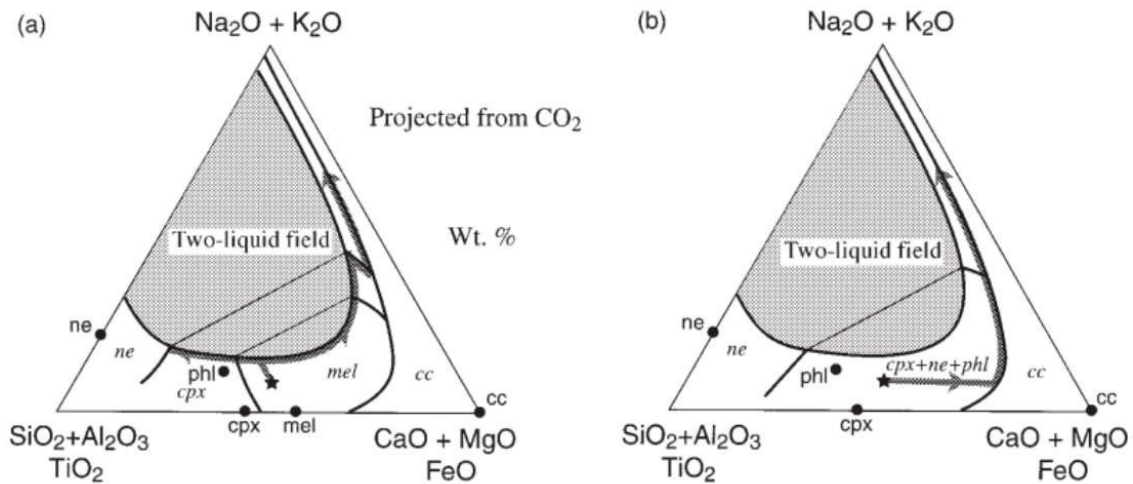 (a)
Na₂O + K₂O
Projected from CO₂
Wt. %
Two-liquid field
ne
ne
phl
cpx
mel
cc
cc
cpx
mel
SiO₂+Al₂O₃
TiO₂
CaO + MgO
FeO
(b)
Na₂O + K₂O
Two-liquid field
ne
ne
phl
cpx+ne+phl
cc
cc
cpx
SiO₂+Al₂O₃
TiO₂
CaO + MgO
FeO